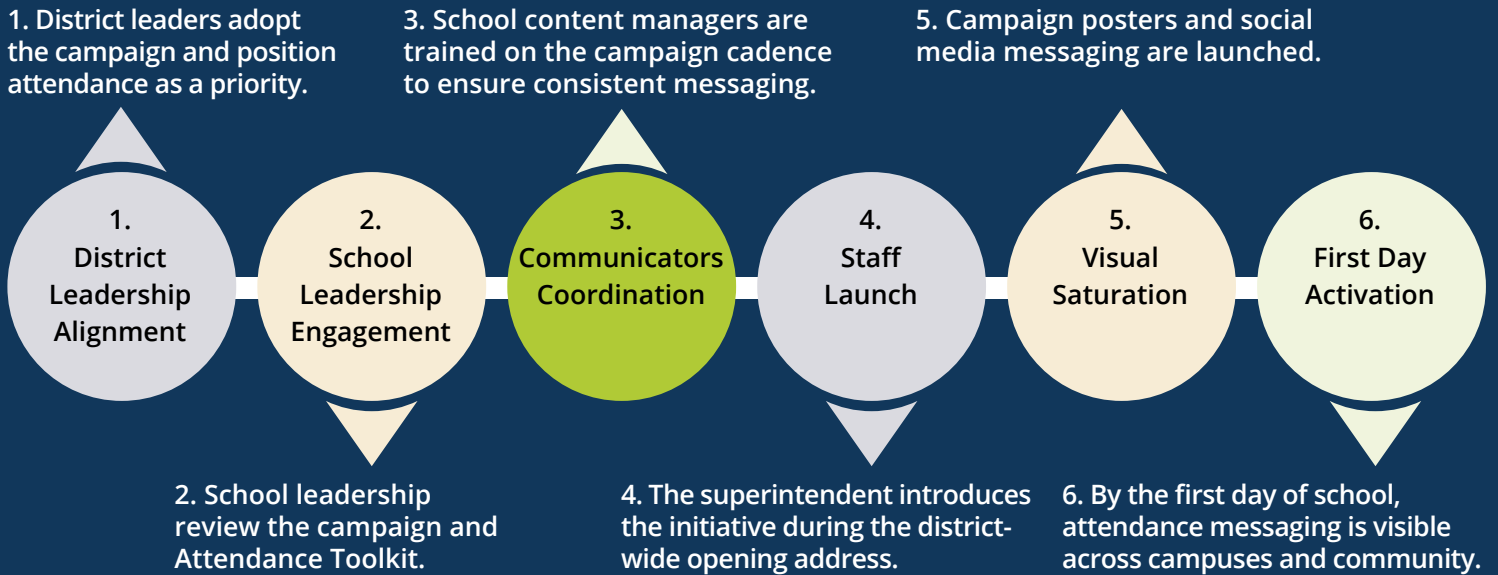 1. District leaders adopt
the campaign and position
attendance as a priority.
3. School content managers are
trained on the campaign cadence
to ensure consistent messaging.
5. Campaign posters and social
media messaging are launched.
1.
District
Leadership
Alignment
2.
School
Leadership
Engagement
3.
Communicators
Coordination
4.
Staff
Launch
5.
Visual
Saturation
6.
First Day
Activation
2. School leadership
review the campaign and
Attendance Toolkit.
4. The superintendent introduces
the initiative during the district-
wide opening address.
6. By the first day of school,
attendance messaging is visible
across campuses and community.